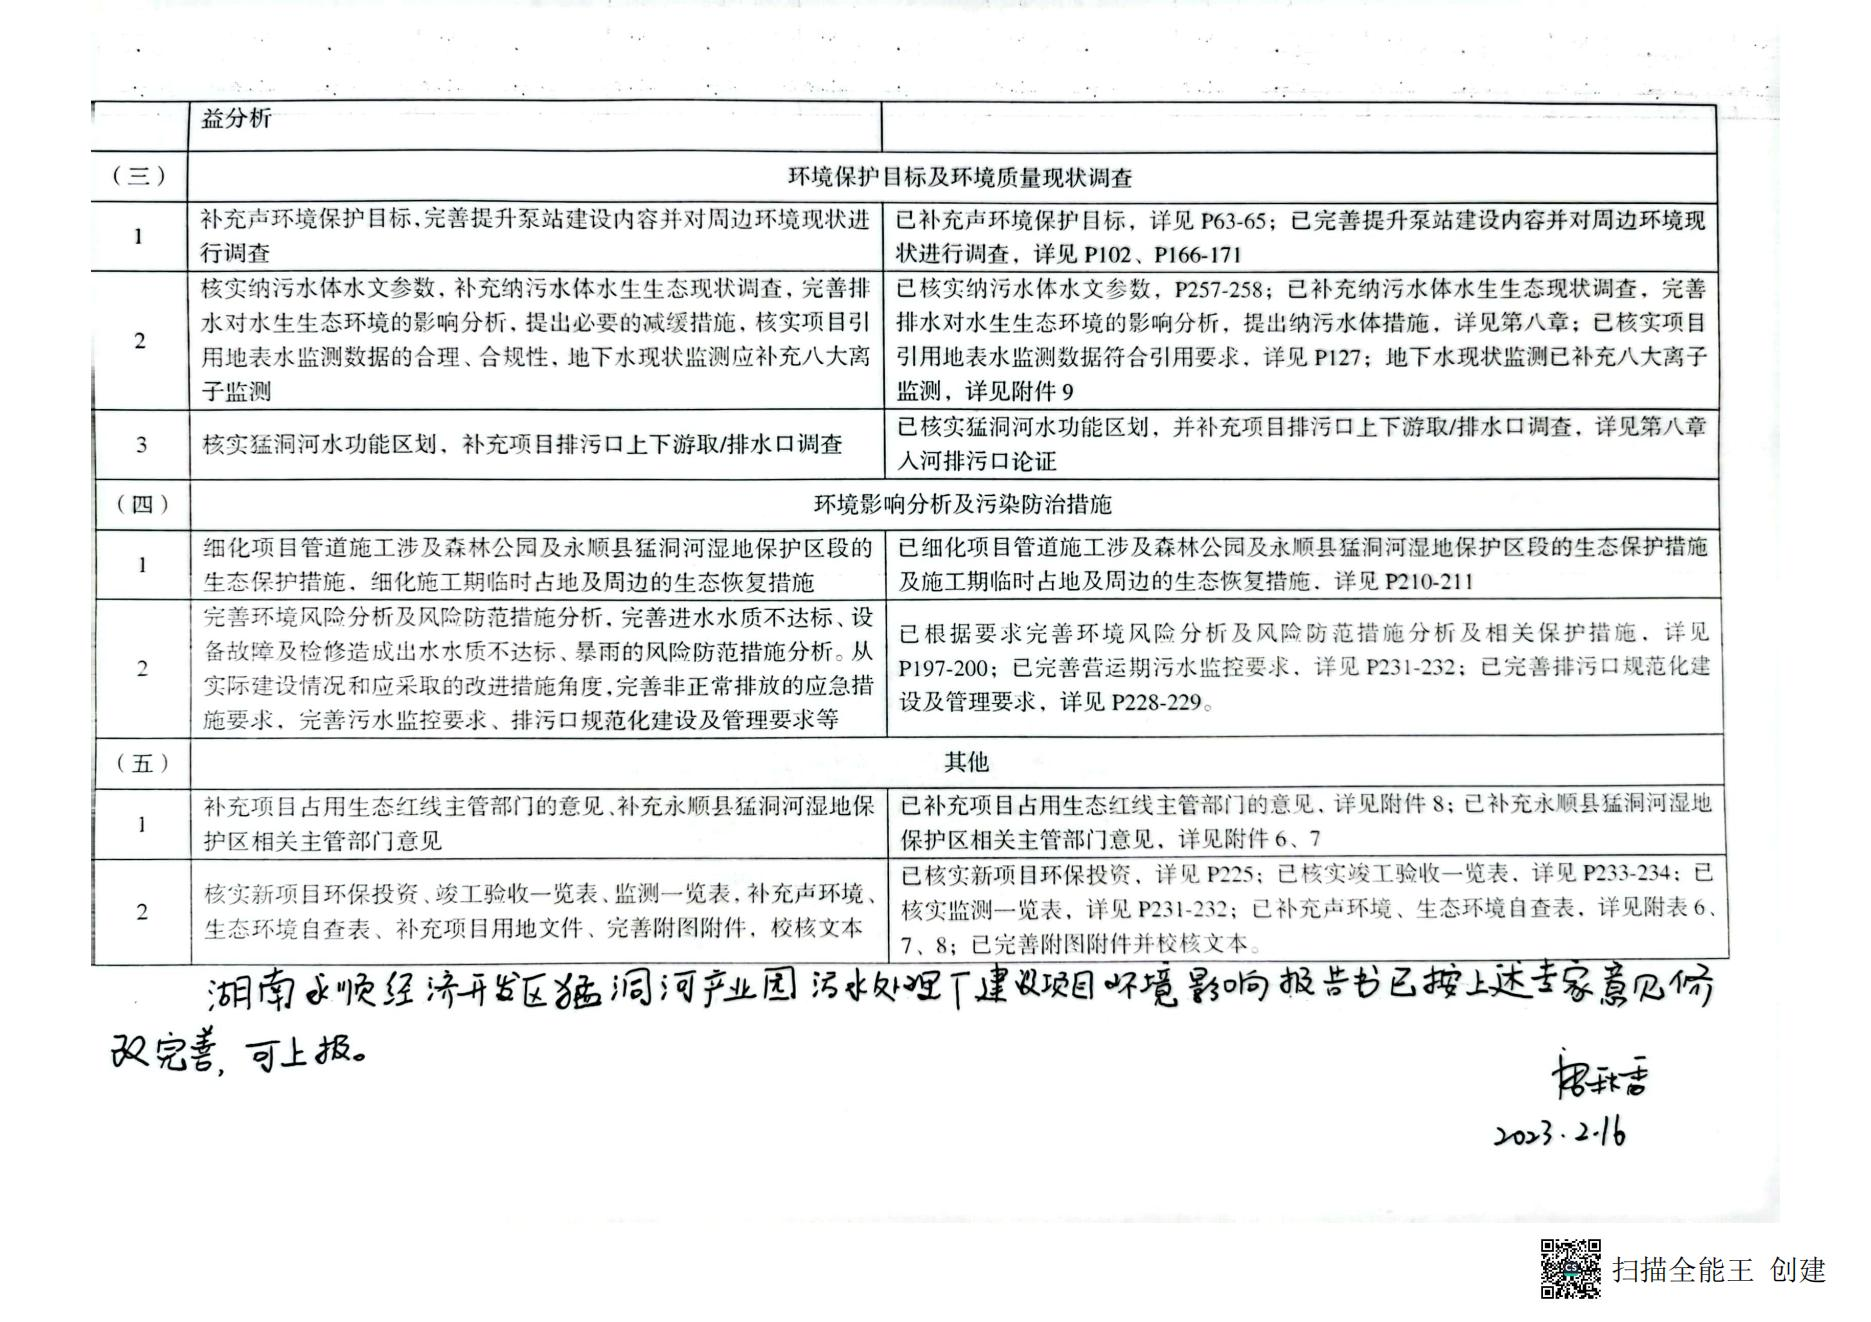 益分析
（三）
环境保护目标及环境质量现状调查
1
补充声环境保护目标，完善提升泵站建设内容并对周边环境现状进
行调查
已补充声环境保护目标，详见 P63-65；已完善提升泵站建设内容并对周边环境现
状进行调查，详见 P102、P166-171
2
核实纳污水体水文参数，补充纳污水体水生生态现状调查，完善排
水对水生生态环境的影响分析，提出必要的减缓措施，核实项目引
用地表水监测数据的合理、合规性，地下水现状监测应补充八大离
子监测
已核实纳污水体水文参数，P257-258；已补充纳污水体水生生态现状调查，完善
排水对水生生态环境的影响分析，提出纳污水体措施，详见第八章；已核实项目
引用地表水监测数据符合引用要求，详见 P127；地下水现状监测已补充八大离子
监测，详见附件 9
3
核实猛洞河水功能区划，补充项目排污口上下游取/排水口调查
已核实猛洞河水功能区划，并补充项目排污口上下游取/排水口调查，详见第八章
入河排污口论证
（四）
环境影响分析及污染防治措施
1
细化项目管道施工涉及森林公园及永顺县猛洞河湿地保护区段的
生态保护措施，细化施工期临时占地及周边的生态恢复措施
已细化项目管道施工涉及森林公园及永顺县猛洞河湿地保护区段的生态保护措施
及施工期临时占地及周边的生态恢复措施，详见 P210-211
2
完善环境风险分析及风险防范措施分析，完善进水水质不达标、设
备故障及检修造成出水水质不达标、暴雨的风险防范措施分析。从
实际建设情况和应采取的改进措施角度，完善非正常排放的应急措
施要求，完善污水监控要求、排污口规范化建设及管理要求等
已根据要求完善环境风险分析及风险防范措施分析及相关保护措施，详见
P197-200；已完善营运期污水监控要求，详见 P231-232；已完善排污口规范化建
设及管理要求，详见 P228-229。
（五）
其他
1
补充项目占用生态红线主管部门的意见、补充永顺县猛洞河湿地保
护区相关主管部门意见
已补充项目占用生态红线主管部门的意见，详见附件 8；已补充永顺县猛洞河湿地
保护区相关主管部门意见，详见附件 6、7
2
核实新项目环保投资、竣工验收一览表、监测一览表，补充声环境、
生态环境自查表、补充项目用地文件、完善附图附件，校核文本
已核实新项目环保投资，详见 P225；已核实竣工验收一览表，详见 P233-234；已
核实监测一览表，详见 P231-232；已补充声环境、生态环境自查表，详见附表 6、
7、8；已完善附图附件并校核文本。
湖南永顺经济开发区猛洞河产业园污水处理厂建设项目环境影响报告书已按上述专家意见修
改完善，可上报。
2023.2.16
扫描全能王 创建